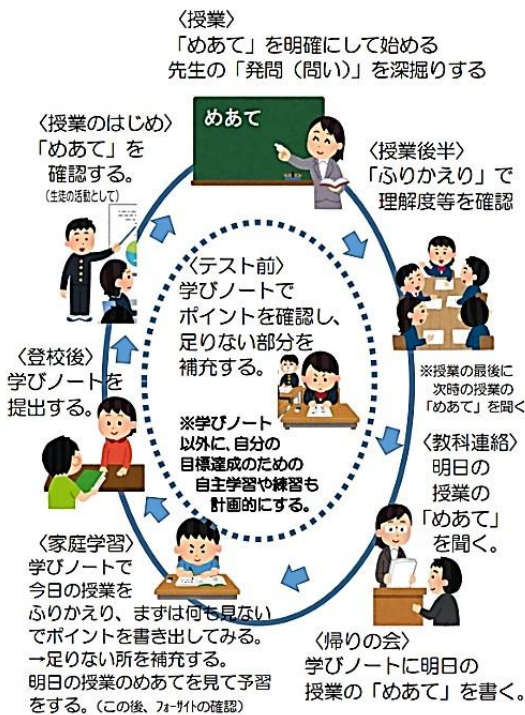 〈授業〉
「めあて」を明確にして始める
先生の「発問（問い）」を深掘りする
めあて
〈授業のはじめ〉
「めあて」を
確認する。
（生徒の活動として）
〈授業後半〉
「ふりかえり」で
理解度等を確認
※授業の最後に
次時の授業の
「めあて」を聞く
〈教科連絡〉
明日の
授業の
「めあて」
を聞く。
〈帰りの会〉
学びノートに明日の
授業の「めあて」を書く。
〈家庭学習〉
学びノートで
今日の授業を
ふりかえり、まずは何も見ない
でポイントを書き出してみる。
→足りない所を補充する。
明日の授業のめあてを見て予習
をする。（この後、フォーサイトの確認）
〈登校後〉
学びノートを
提出する。
〈テスト前〉
学びノートで
ポイントを確認し、
足りない部分を
補充する。
※学びノート
以外に、自分の
目標達成のための
自主学習や練習も
計画的にする。